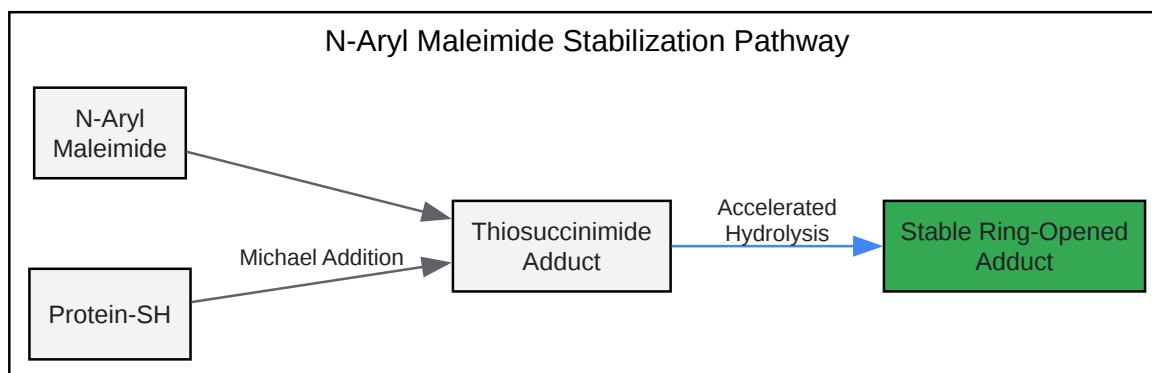 N-Aryl Maleimide Stabilization Pathway
N-Aryl
Maleimide
Protein-SH
Michael Addition
Thiosuccinimide
Adduct
Accelerated
Hydrolysis
Stable Ring-Opened
Adduct